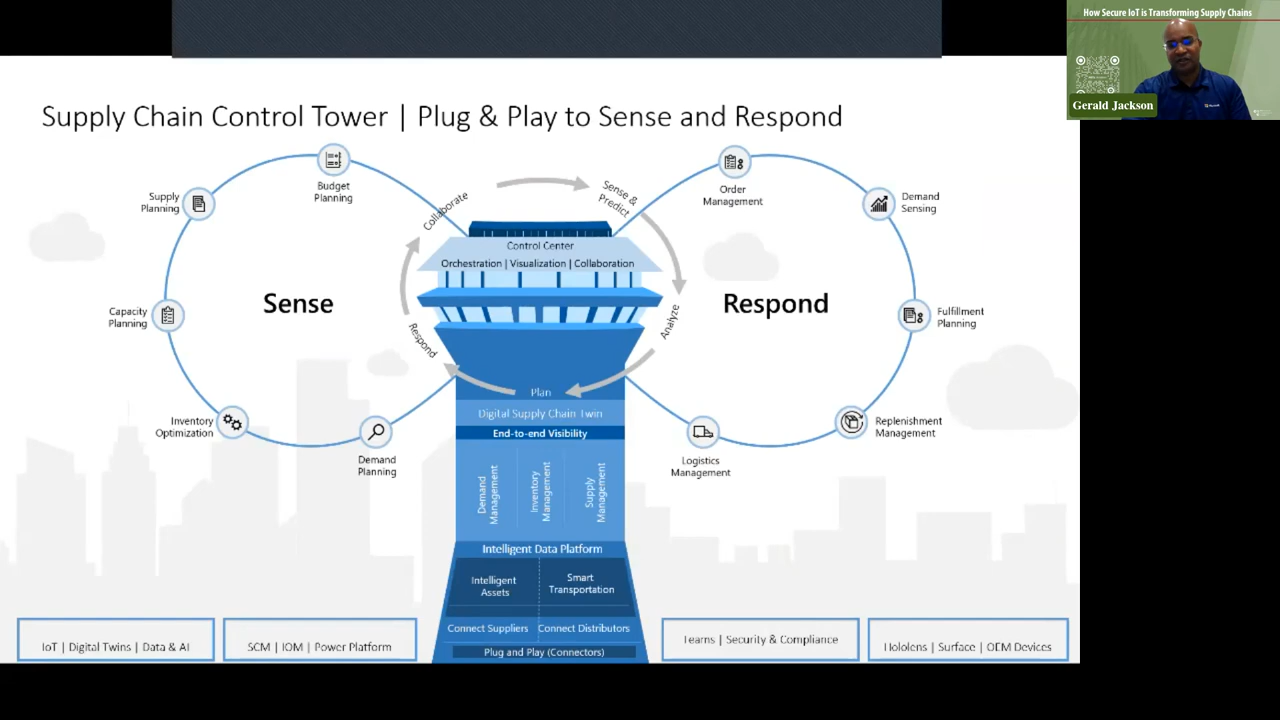 How Secure IoT is Transforming Supply Chains
Gerald Jackson
Supply Chain Control Tower | Plug & Play to Sense and Respond
Budget
Planning
Supply
Planning
Capacity
Planning
Inventory
Optimization
Demand
Planning
Sense
Collaborate
Sense &
Predict
Analyze
Plan
Respond
Control Center
Orchestration | Visualization | Collaboration
Digital Supply Chain Twin
End-to-end Visibility
Demand
Management
Inventory
Management
Supply
Management
Intelligent Data Platform
Intelligent
Assets
Smart
Transportation
Connect Suppliers
Connect Distributors
Plug and Play (Connectors)
Respond
Order
Management
Demand
Sensing
Fulfillment
Planning
Replenishment
Management
Logistics
Management
IoT | Digital Twins | Data & AI
SCM | IOM | Power Platform
Teams | Security & Compliance
Hololens | Surface | OEM Devices